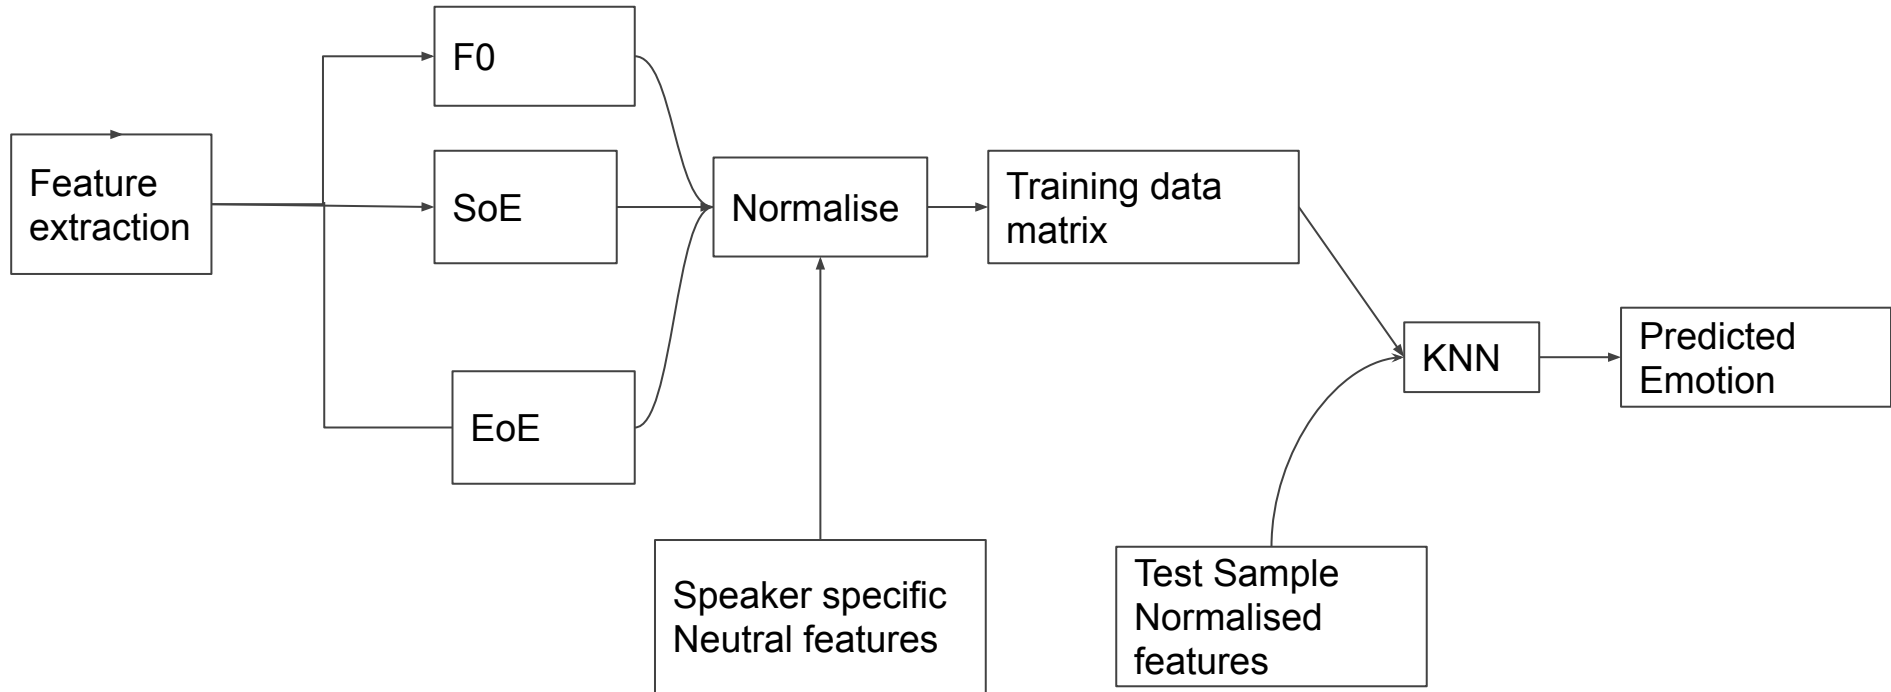 F0
Feature
extraction
SoE
Normalise
Training data
matrix
EoE
KNN
Predicted
Emotion
Speaker specific
Neutral features
Test Sample
Normalised
features